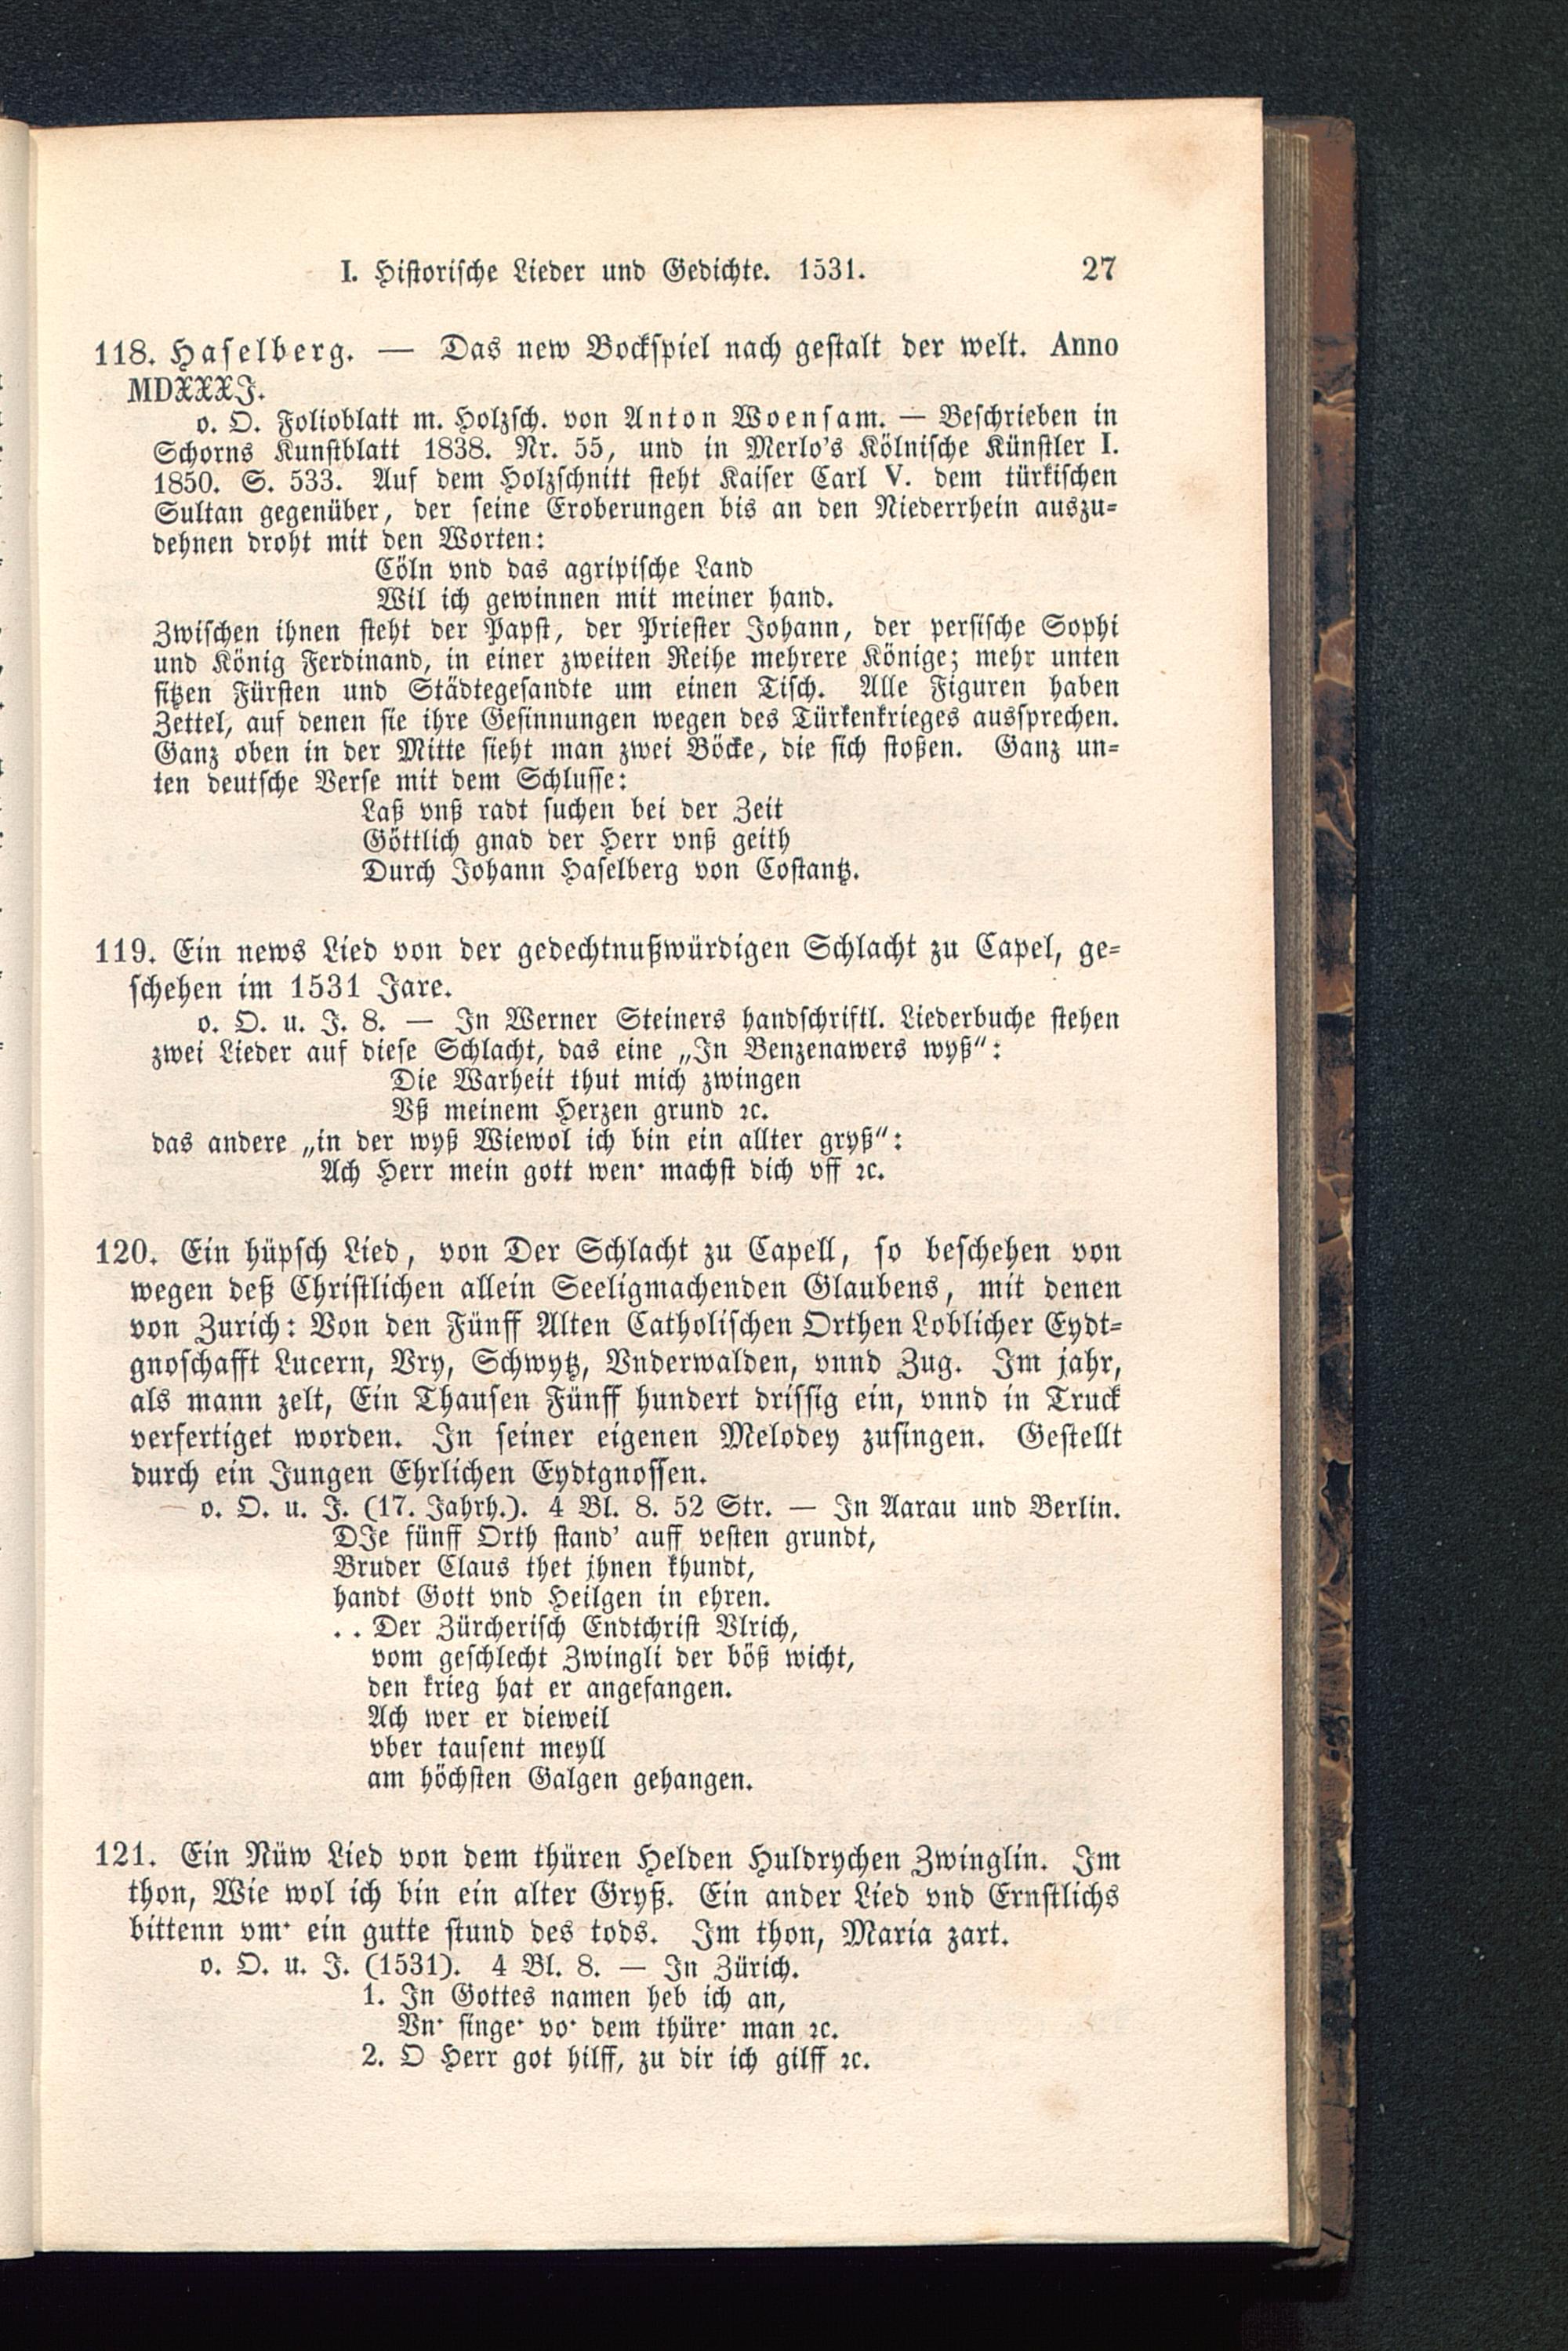 I. Historische Lieder und Gedichte. 1531. 27
118. Haselberg. — Das new Bockspiel nach gestalt der welt. Anno
MDXXXJ.
o. O. Folioblatt m. Holzsch. von Anton Woensam. — Beschrieben in
Schorns Kunstblatt 1838. Nr. 55, und in Merlo's Kölnische Künstler I.
1850. S. 533. Auf dem Holzschnitt steht Kaiser Carl V. dem türkischen
Sultan gegenüber, der seine Eroberungen bis an den Niederrhein auszu-
dehnen droht mit den Worten:
Cöln vnd das agripische Land
Wil ich gewinnen mit meiner hand.
Zwischen ihnen steht der Papst, der Priester Johann, der persische Sophi
und König Ferdinand, in einer zweiten Reihe mehrere Könige; mehr unten
sitzen Fürsten und Städtegesandte um einen Tisch. Alle Figuren haben
Zettel, auf denen sie ihre Gesinnungen wegen des Türkenkrieges aussprechen.
Ganz oben in der Mitte sieht man zwei Böcke, die sich stoßen. Ganz un-
ten deutsche Verse mit dem Schlusse:
Laß vnß radt suchen bei der Zeit
Göttlich gnad der Herr vnß geith
Durch Johann Haselberg von Costantz.
119. Ein news Lied von der gedechtnußwürdigen Schlacht zu Capel, ge-
schehen im 1531 Jare.
o. O. u. J. 8. — In Werner Steiners handschriftl. Liederbuche stehen
zwei Lieder auf diese Schlacht, das eine „In Benzenawers wyß“:
Die Warheit thut mich zwingen
Vß meinem Herzen grund ꝛc.
das andere „in der wyß Wiewol ich bin ein allter gryß“:
Ach Herr mein gott wen· machst dich vff ꝛc.
120. Ein hüpsch Lied, von Der Schlacht zu Capell, so beschehen von
wegen deß Christlichen allein Seeligmachenden Glaubens, mit denen
von Zurich: Von den Fünff Alten Catholischen Orthen Loblicher Eydt-
gnoschafft Lucern, Vry, Schwytz, Vnderwalden, vnnd Zug. Im jahr,
als mann zelt, Ein Thausen Fünff hundert drissig ein, vnnd in Truck
verfertiget worden. In seiner eigenen Melodey zusingen. Gestellt
durch ein Jungen Ehrlichen Eydtgnossen.
o. O. u. J. (17. Jahrh.). 4 Bl. 8. 52 Str. — In Aarau und Berlin.
DJe fünff Orth stand' auff vesten grundt,
Bruder Claus thet jhnen khundt,
handt Gott vnd Heilgen in ehren.
. . Der Zürcherisch Endtchrist Vlrich,
vom geschlecht Zwingli der böß wicht,
den krieg hat er angefangen.
Ach wer er dieweil
vber tausent meyll
am höchsten Galgen gehangen.
121. Ein Nüw Lied von dem thüren Helden Huldrychen Zwinglin. Im
thon, Wie wol ich bin ein alter Gryß. Ein ander Lied vnd Ernstlichs
bittenn vm· ein gutte stund des tods. Im thon, Maria zart.
o. O. u. J. (1531). 4 Bl. 8. — In Zürich.
1. In Gottes namen heb ich an,
Vn· singe· vo· dem thüre· man ꝛc.
2. O Herr got hilff, zu dir ich gilff ꝛc.